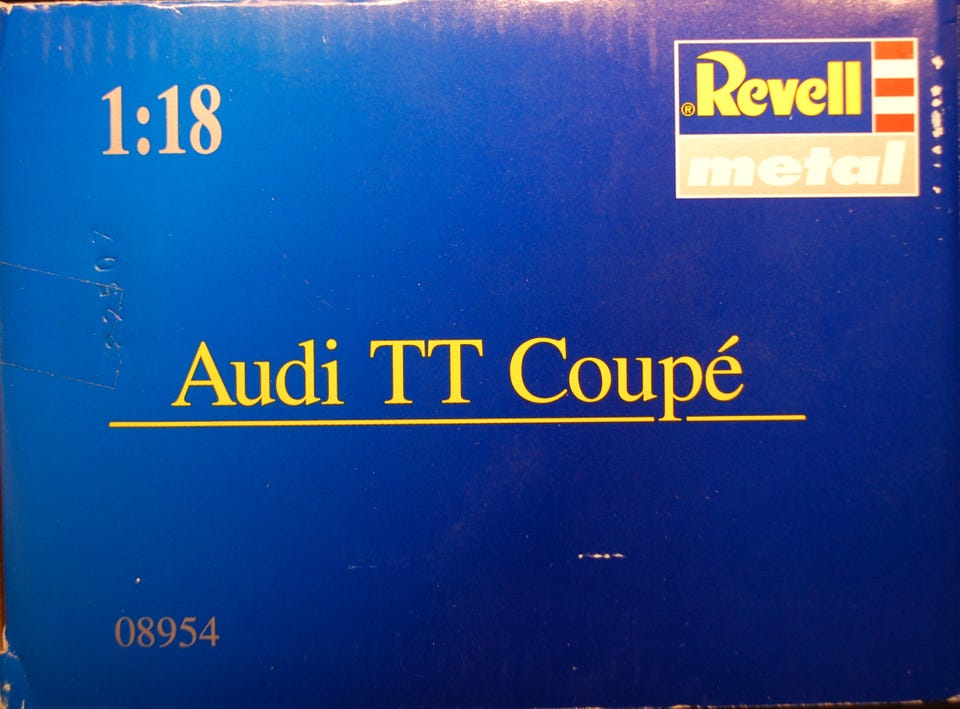 1:18
® Revell
metal
Audi TT Coupé
08954